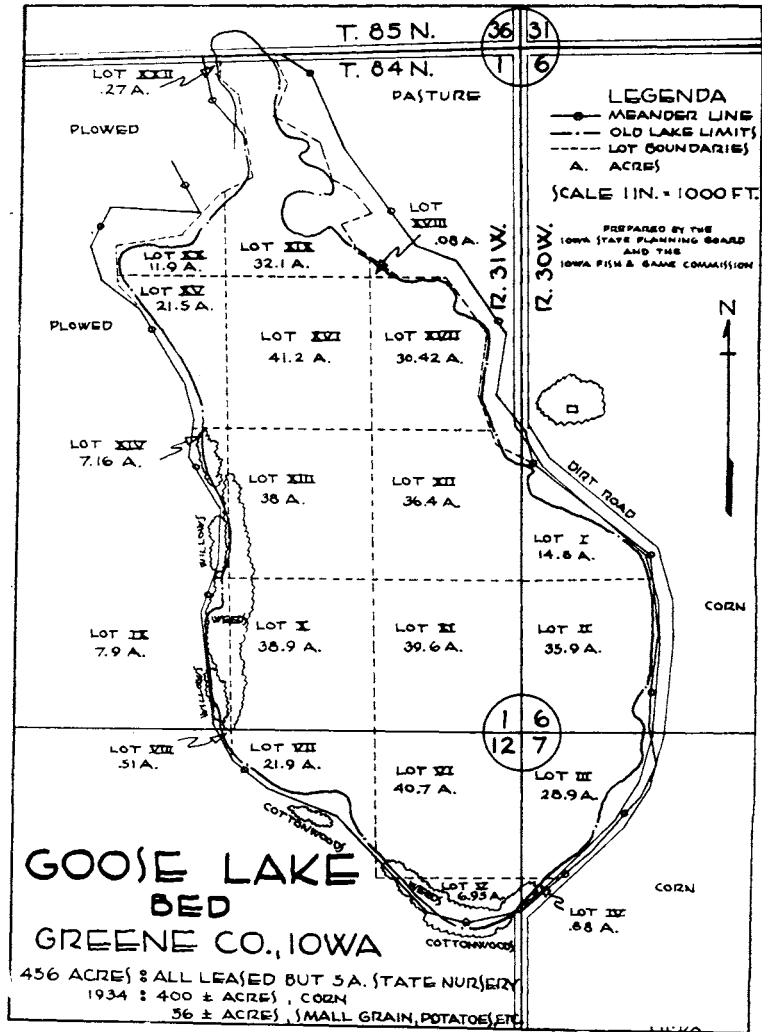 T. 85 N.
36 31
1 6
T. 84 N.
LOT XXII
.27 A.
PASTURE
PLOWED
LEGENDA
MEANDER LINE
OLD LAKE LIMITS
LOT BOUNDARIES
A. ACRES
SCALE 1 IN. = 1000 FT.
PREPARED BY THE
IOWA STATE PLANNING BOARD
AND THE
IOWA FISH & GAME COMMISSION
R. 31 W.
R. 30 W.
N
LOT XVIII
.08 A.
LOT XX
11.9 A.
LOT XIX
32.1 A.
LOT XV
21.5 A.
PLOWED
LOT XVI
41.2 A.
LOT XVII
30.42 A.
LOT XIV
7.16 A.
LOT XIII
38 A.
LOT XII
36.4 A.
DIRT ROAD
LOT I
14.8 A.
WILLOWS
CORN
LOT IX
7.9 A.
WEEDS
LOT X
38.9 A.
LOT XI
39.6 A.
LOT II
35.9 A.
1 6
12 7
LOT VIII
.51 A.
LOT VII
21.9 A.
LOT VI
40.7 A.
LOT III
28.9 A.
COTTONWOODS
WEEDS
LOT V
6.95 A.
CORN
LOT IV
.88 A.
COTTONWOODS
GOOSE LAKE
BED
GREENE CO., IOWA
456 ACRES : ALL LEASED BUT 5 A. STATE NURSERY
1934 : 400 ± ACRES, CORN
56 ± ACRES, SMALL GRAIN, POTATOES, ETC.